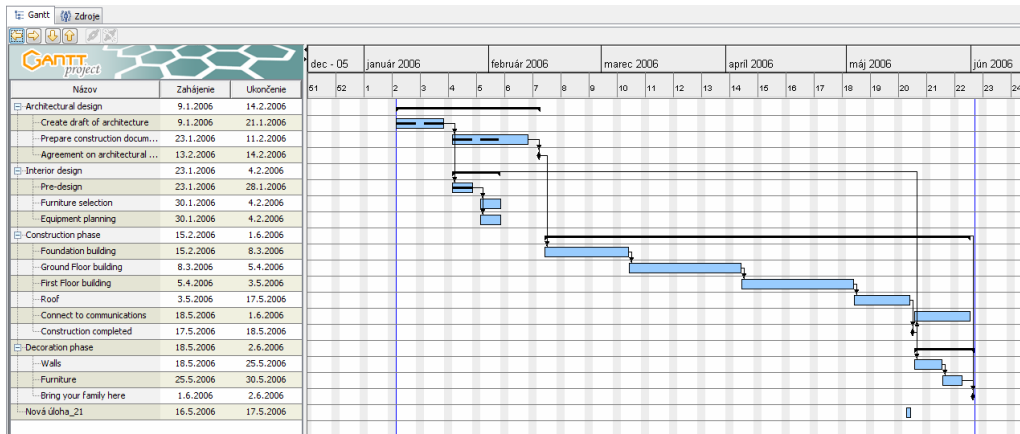 Gantt Zdroje
GANTT project
dec - 05 január 2006 február 2006 marec 2006 apríl 2006 máj 2006 jún 2006
Názov Zahájenie Ukončenie
51 52 1 2 3 4 5 6 7 8 9 10 11 12 13 14 15 16 17 18 19 20 21 22 23 24
Architectural design 9.1.2006 14.2.2006
Create draft of architecture 9.1.2006 21.1.2006
Prepare construction docum... 23.1.2006 11.2.2006
Agreement on architectural ... 13.2.2006 14.2.2006
Interior design 23.1.2006 4.2.2006
Pre-design 23.1.2006 28.1.2006
Furniture selection 30.1.2006 4.2.2006
Equipment planning 30.1.2006 4.2.2006
Construction phase 15.2.2006 1.6.2006
Foundation building 15.2.2006 8.3.2006
Ground Floor building 8.3.2006 5.4.2006
First Floor building 5.4.2006 3.5.2006
Roof 3.5.2006 17.5.2006
Connect to communications 18.5.2006 1.6.2006
Construction completed 17.5.2006 18.5.2006
Decoration phase 18.5.2006 2.6.2006
Walls 18.5.2006 25.5.2006
Furniture 25.5.2006 30.5.2006
Bring your family here 1.6.2006 2.6.2006
Nová úloha_21 16.5.2006 17.5.2006